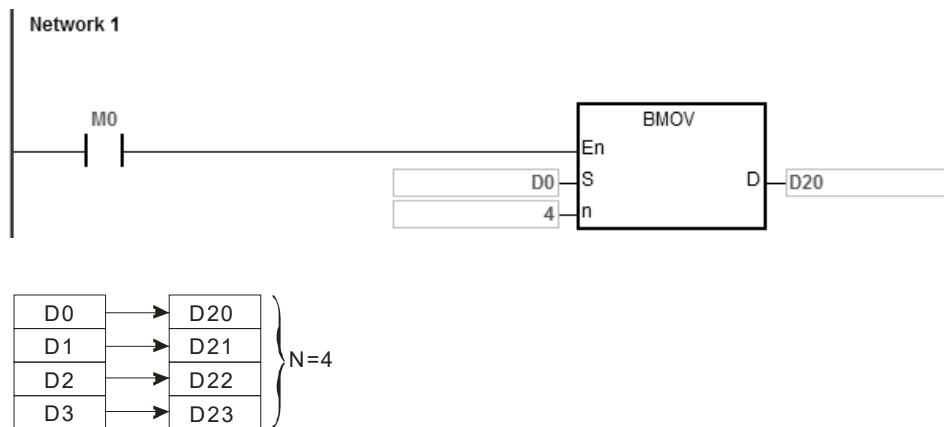 Network 1
M0
BMOV
En
D0 S D D20
4 n
D0 D20
D1 D21
D2 D22
D3 D23
N=4